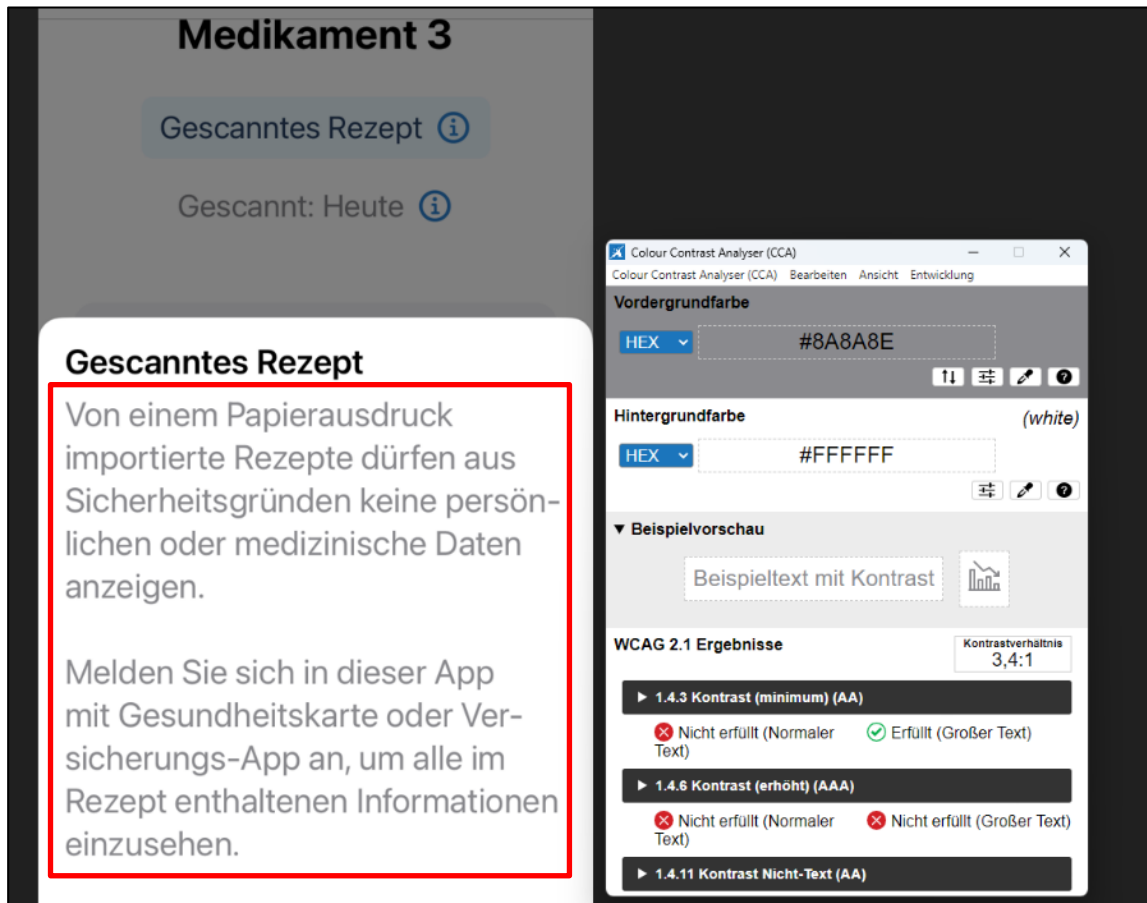 Medikament 3
Gescanntes Rezept
Gescannt: Heute
Gescanntes Rezept
Von einem Papierausdruck
importierte Rezepte dürfen aus
Sicherheitsgründen keine persön-
lichen oder medizinische Daten
anzeigen.
Melden Sie sich in dieser App
mit Gesundheitskarte oder Ver-
sicherungs-App an, um alle im
Rezept enthaltenen Informationen
einzusehen.
Colour Contrast Analyser (CCA)
Colour Contrast Analyser (CCA) Bearbeiten Ansicht Entwicklung
Vordergrundfarbe
HEX #8A8A8E
Hintergrundfarbe (white)
HEX #FFFFFF
Beispielvorschau
Beispieltext mit Kontrast
WCAG 2.1 Ergebnisse
Kontrastverhältnis
3,4:1
1.4.3 Kontrast (minimum) (AA)
Nicht erfüllt (Normaler Erfüllt (Großer Text)
Text)
1.4.6 Kontrast (erhöht) (AAA)
Nicht erfüllt (Normaler Nicht erfüllt (Großer Text)
Text)
1.4.11 Kontrast Nicht-Text (AA)